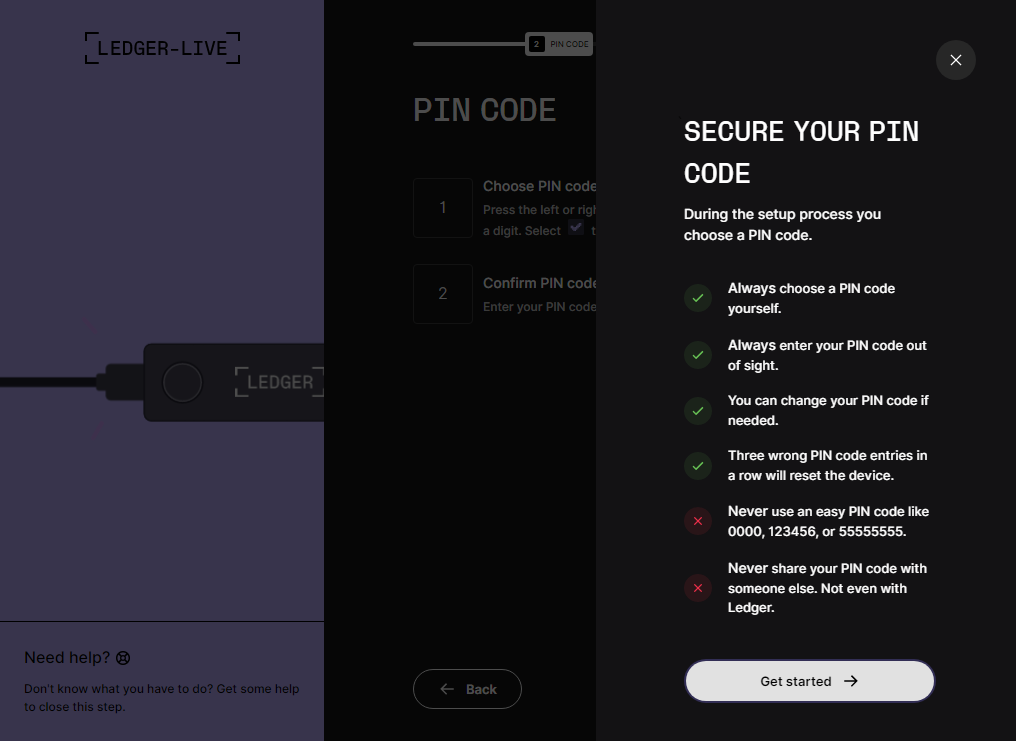 LEDGER-LIVE
LEDGER
Need help?
Don't know what you have to do? Get some help
to close this step.
2 PIN CODE
PIN CODE
1
Choose PIN code
Press the left or righ
a digit. Select t
2
Confirm PIN code
Enter your PIN code
Back
SECURE YOUR PIN
CODE
During the setup process you
choose a PIN code.
Always choose a PIN code
yourself.
Always enter your PIN code out
of sight.
You can change your PIN code if
needed.
Three wrong PIN code entries in
a row will reset the device.
Never use an easy PIN code like
0000, 123456, or 55555555.
Never share your PIN code with
someone else. Not even with
Ledger.
Get started